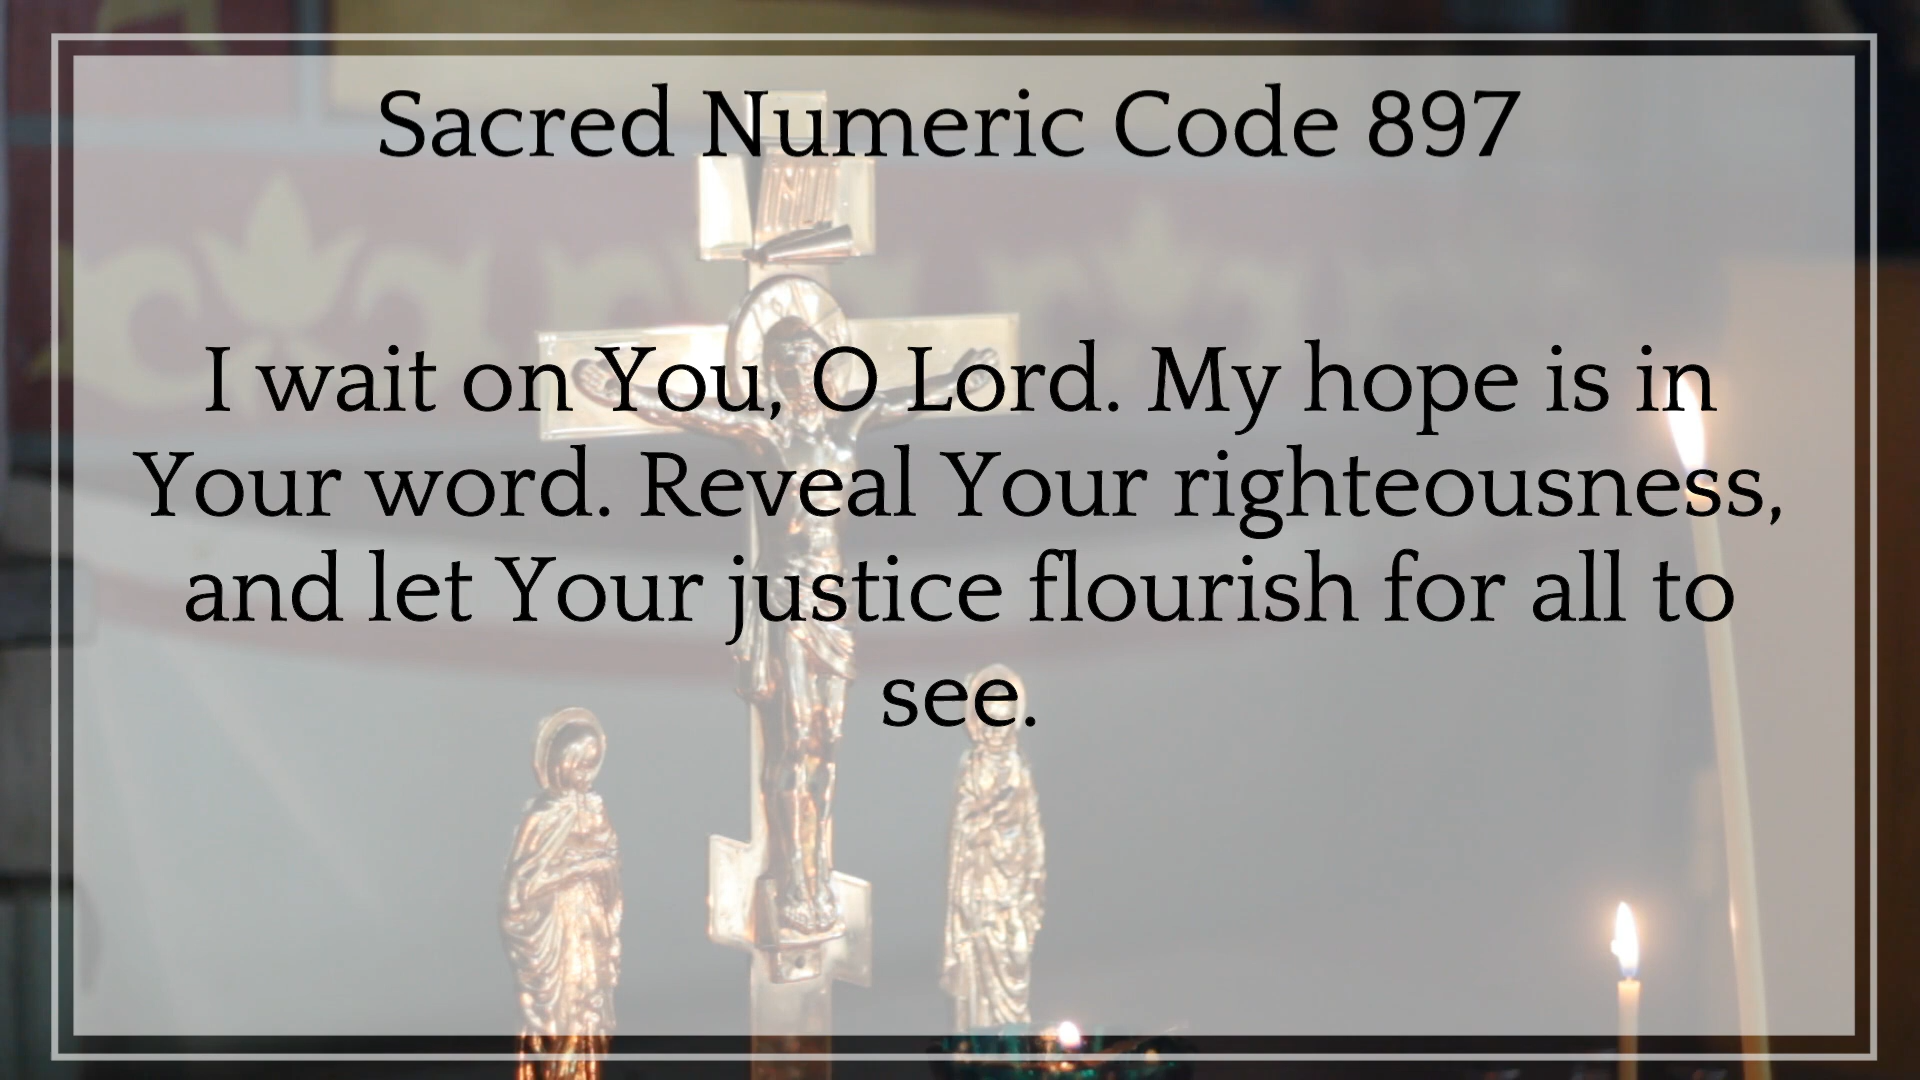 Sacred Numeric Code 897
I wait on You, O Lord. My hope is in
Your word. Reveal Your righteousness,
and let Your justice flourish for all to
see.